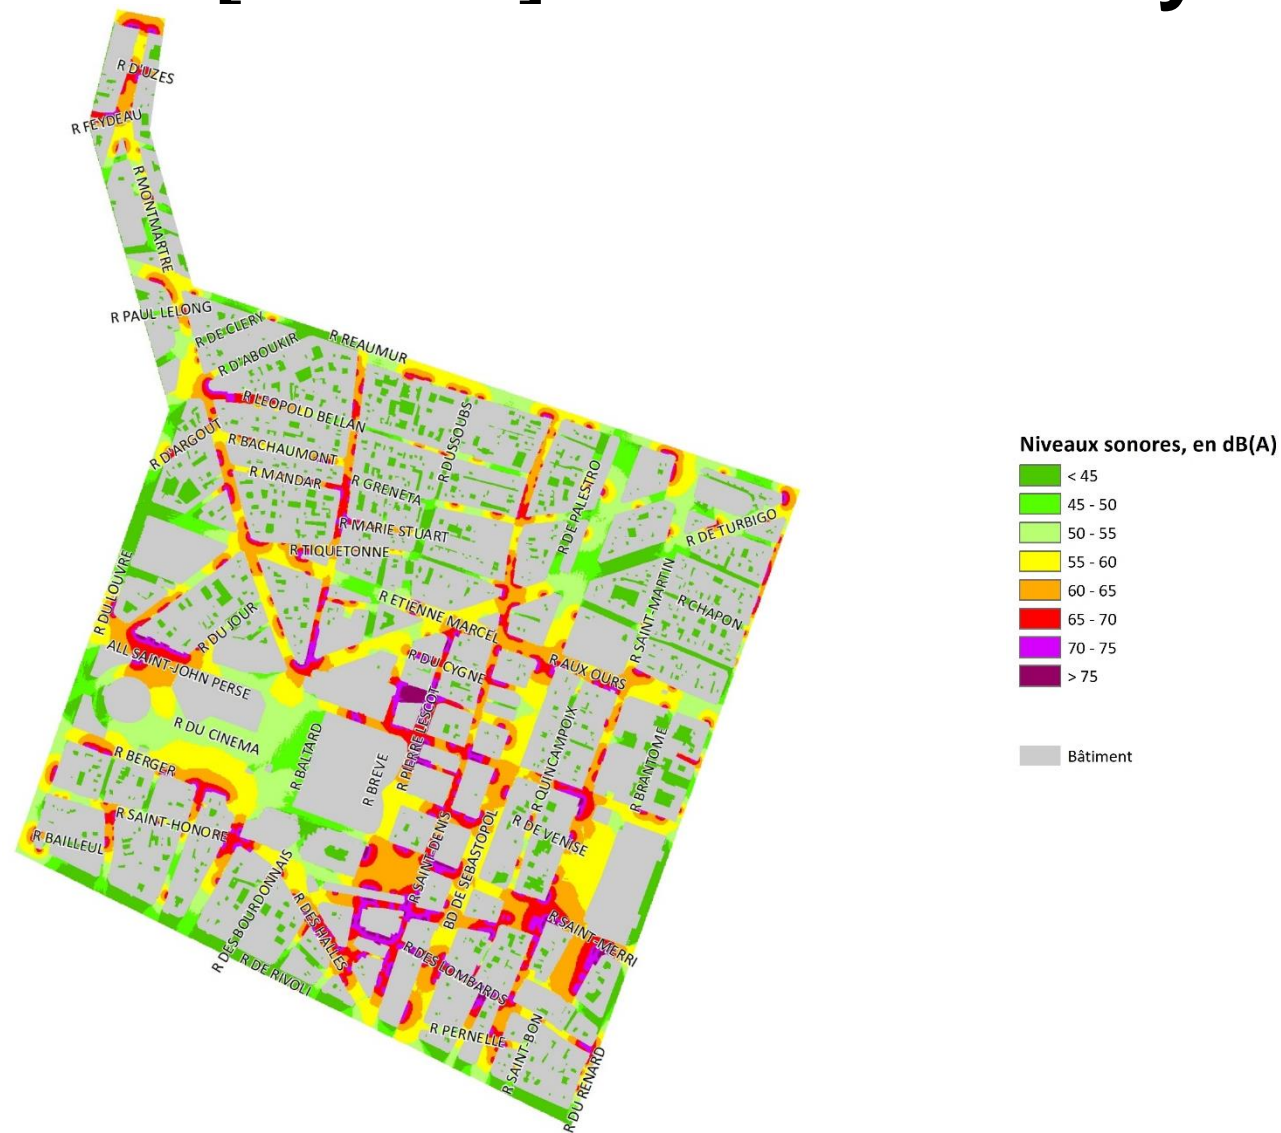 R D'UZES
R FEYDEAU
R MONTMARTRE
R PAUL LELONG
R DE CLERY
R D'ABOUKIR
R REAUMUR
R LEOPOLD BELLAN
R D'ARGOUT
R BACHAUMONT
R MANDAR
R DUSSOUBS
R GRENETA
R DE PALESTRO
R MARIE STUART
R TIQUETONNE
R DE TURBIGO
R DU LOUVRE
R DU JOUR
R ETIENNE MARCEL
R SAINT-MARTIN
R CHAPON
ALL SAINT-JOHN PERSE
R DU CYGNE
R AUX OURS
R DU CINEMA
R BALTARD
R BREVE
R PIERRE LESCOT
R QUINCAMPOIX
R BRANTOME
R BERGER
R SAINT-HONORE
R BAILLEUL
R SAINT-DENIS
BD DE SEBASTOPOL
R DE VENISE
R DES BOURDONNAIS
R DES HALLES
R DE RIVOLI
R DES LOMBARDS
R SAINT-MERRI
R PERNELLE
R SAINT-BON
R DU RENARD
Niveaux sonores, en dB(A)
< 45
45 - 50
50 - 55
55 - 60
60 - 65
65 - 70
70 - 75
> 75
Bâtiment